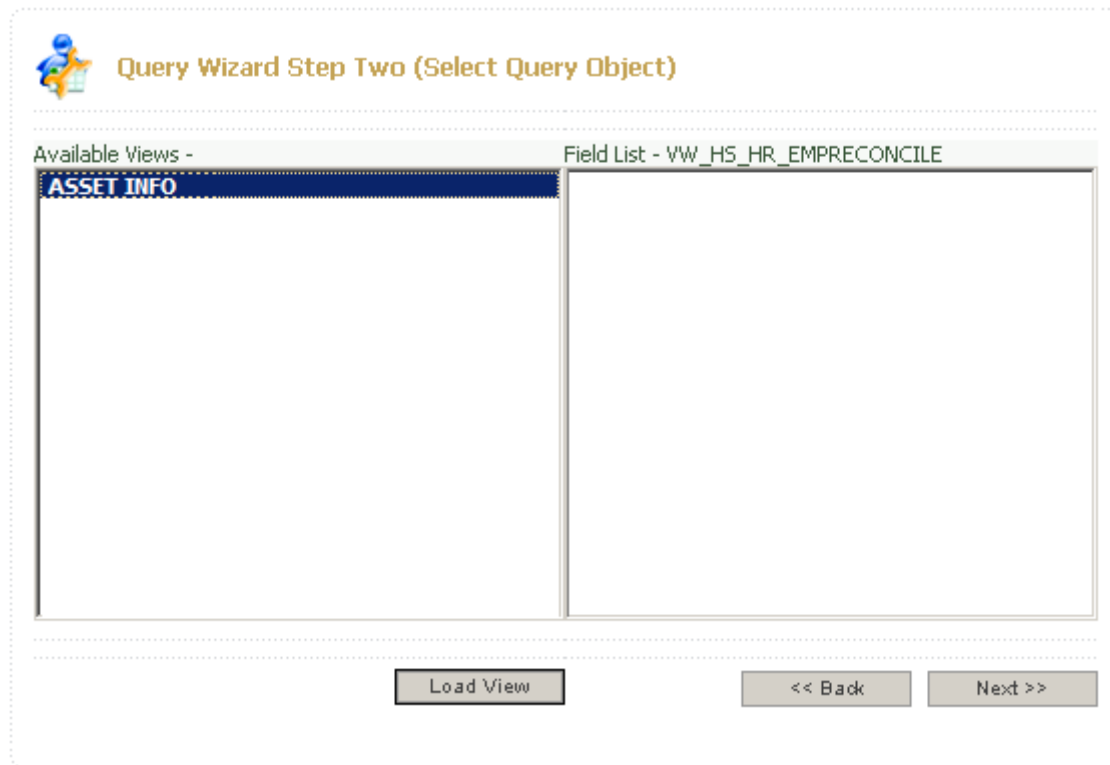 Query Wizard Step Two (Select Query Object)
Available Views -
Field List - VW_HS_HR_EMPRECONCILE
ASSET INFO
Load View
<< Back
Next >>